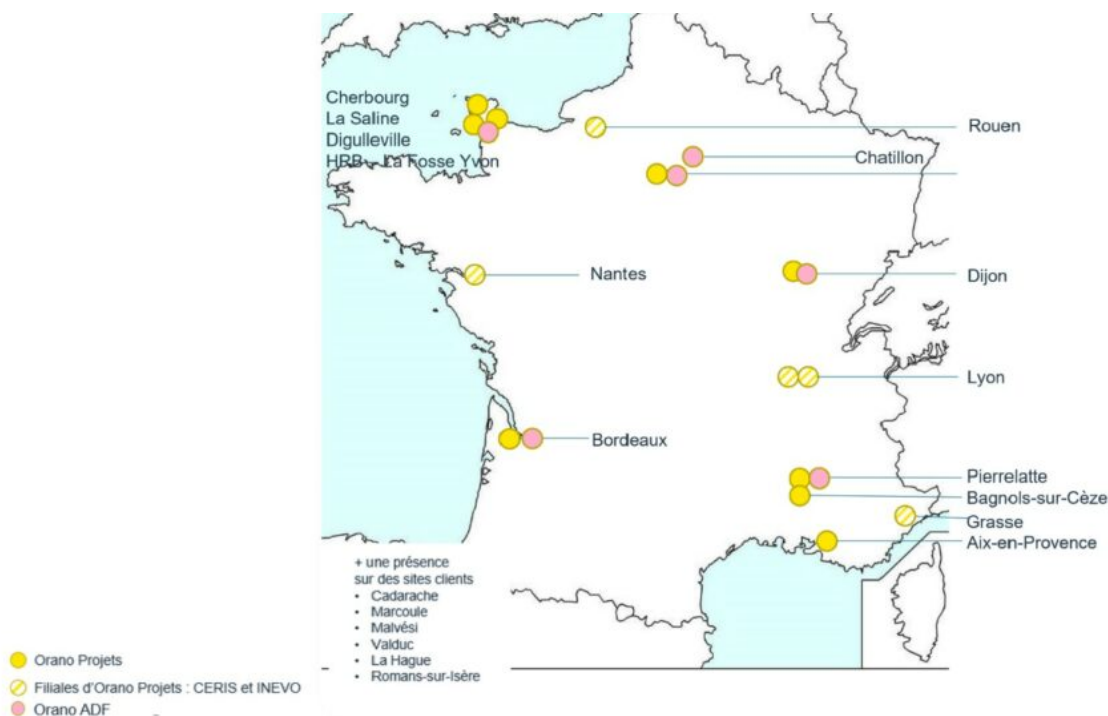 Cherbourg
La Saline
Digulleville
HRB – La Fosse Yvon
Rouen
Chatillon
Nantes
Dijon
Lyon
Bordeaux
Pierrelatte
Bagnols-sur-Cèze
Grasse
Aix-en-Provence
+ une présence
sur des sites clients
• Cadarache
• Marcoule
• Malvési
• Valduc
• La Hague
• Romans-sur-Isère
Orano Projets
Filiales d'Orano Projets : CERIS et INEVO
Orano ADF